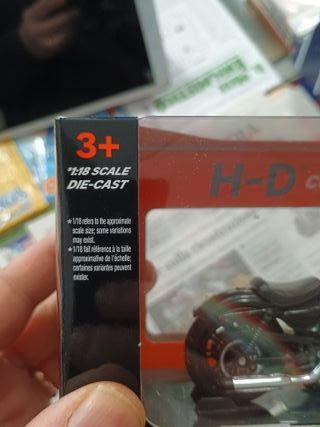 3+
*1:18 SCALE
DIE-CAST
*1/18 refers to the approximate
scale size; some variations
may exist.
*1/18 fait référence à la taille
approximative de l'échelle;
certaines variantes peuvent
exister.
H-D